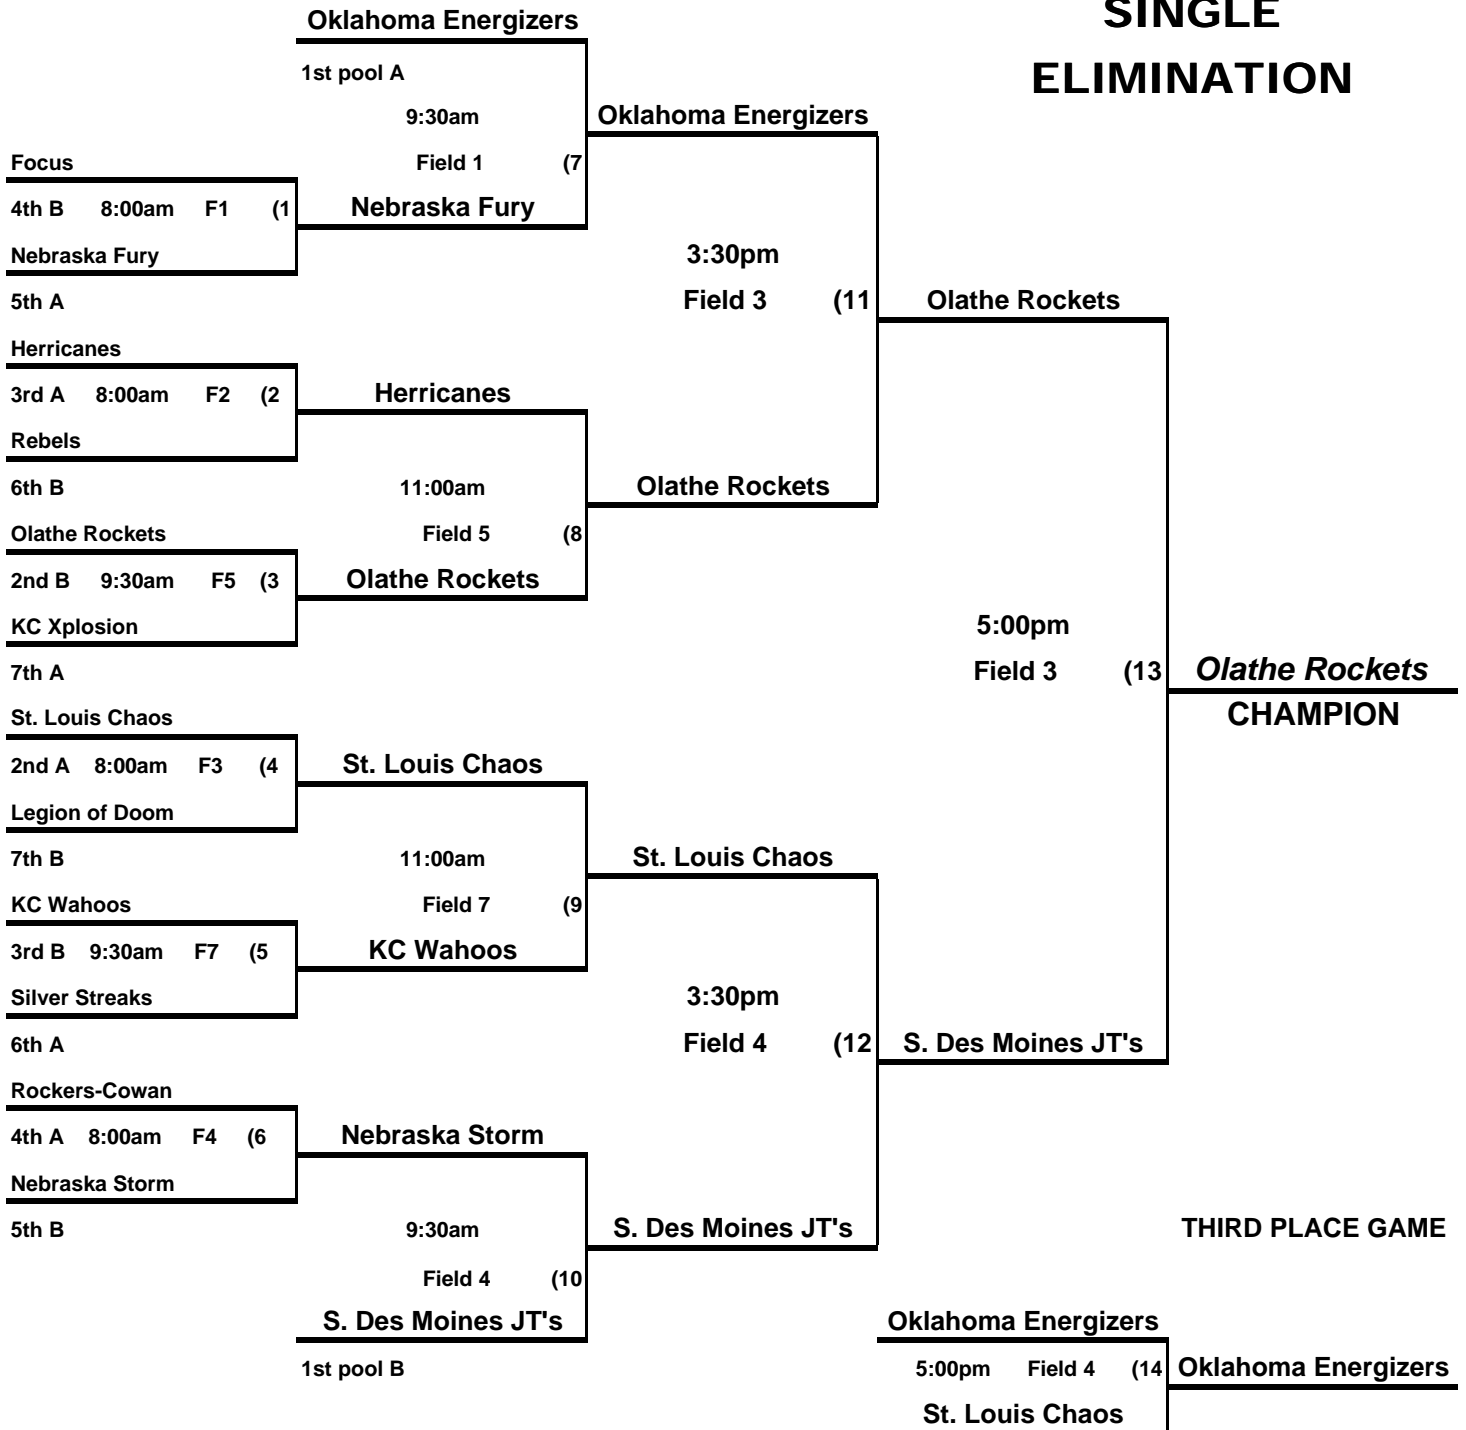 Oklahoma Energizers
SINGLE
ELIMINATION
1st pool A
9:30am
Oklahoma Energizers
Focus
Field 1 (7
4th B 8:00am F1 (1
Nebraska Fury
Nebraska Fury
3:30pm
5th A
Field 3 (11
Olathe Rockets
Herricanes
3rd A 8:00am F2 (2
Herricanes
Rebels
6th B
11:00am
Olathe Rockets
Olathe Rockets
Field 5 (8
2nd B 9:30am F5 (3
Olathe Rockets
KC Xplosion
5:00pm
7th A
Field 3 (13
Olathe Rockets
St. Louis Chaos
CHAMPION
2nd A 8:00am F3 (4
St. Louis Chaos
Legion of Doom
7th B
11:00am
St. Louis Chaos
KC Wahoos
Field 7 (9
3rd B 9:30am F7 (5
KC Wahoos
Silver Streaks
3:30pm
6th A
Field 4 (12
S. Des Moines JT's
Rockers-Cowan
4th A 8:00am F4 (6
Nebraska Storm
Nebraska Storm
5th B
9:30am
S. Des Moines JT's
THIRD PLACE GAME
Field 4 (10
S. Des Moines JT's
Oklahoma Energizers
1st pool B
5:00pm Field 4 (14
Oklahoma Energizers
St. Louis Chaos